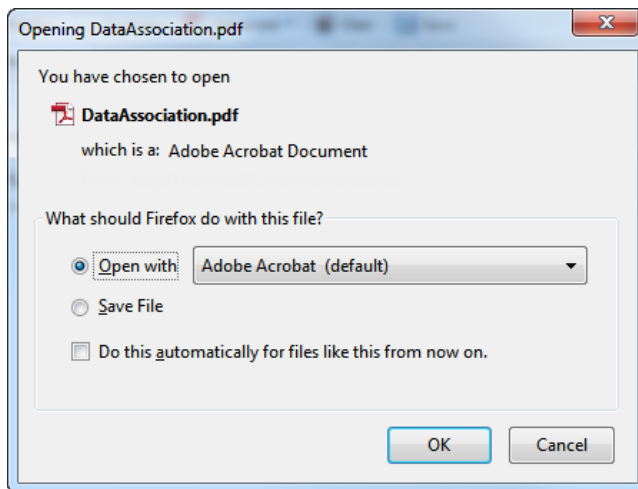 Opening DataAssociation.pdf
You have chosen to open
DataAssociation.pdf
which is a: Adobe Acrobat Document
What should Firefox do with this file?
Open with Adobe Acrobat (default)
Save File
Do this automatically for files like this from now on.
OK Cancel